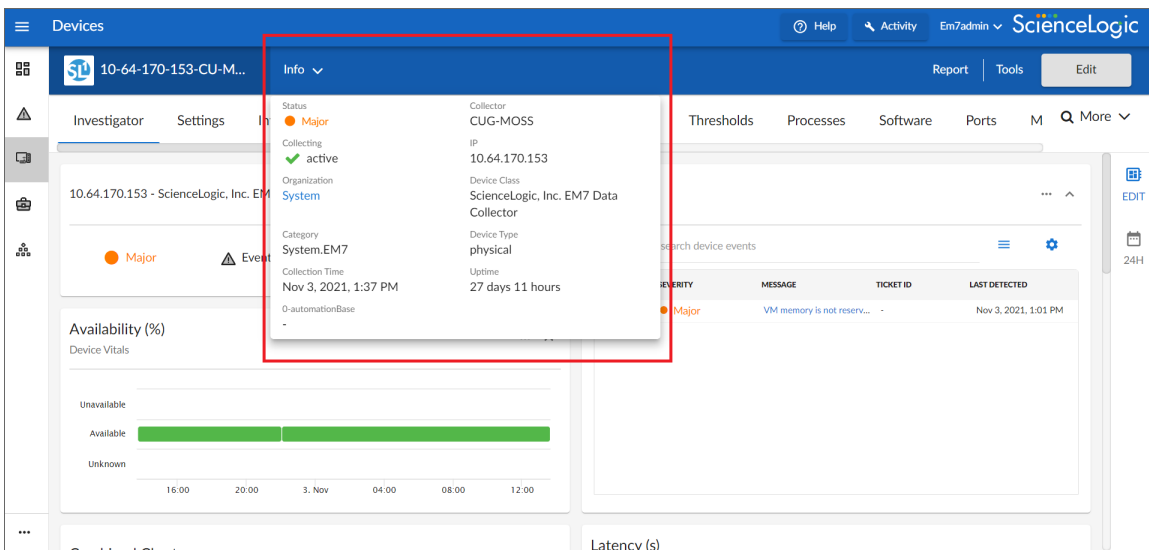 Devices
Help
Activity
Em7admin
ScienceLogic
SL
10-64-170-153-CU-M...
Info
Report
Tools
Edit
Investigator
Settings
Thresholds
Processes
Software
Ports
M
More
Status
Major
Collector
CUG-MOSS
Collecting
active
IP
10.64.170.153
Organization
System
Device Class
ScienceLogic, Inc. EM7 Data
Collector
Category
System.EM7
Device Type
physical
Collection Time
Nov 3, 2021, 1:37 PM
Uptime
27 days 11 hours
0-automationBase
-
10.64.170.153 - ScienceLogic, Inc. EM
Major
Event
...
EDIT
24H
search device events
SEVERITY
MESSAGE
TICKET ID
LAST DETECTED
Major
VM memory is not reserv...
-
Nov 3, 2021, 1:01 PM
Availability (%)
Device Vitals
Unavailable
Available
Unknown
16:00
20:00
3. Nov
04:00
08:00
12:00
Latency (s)